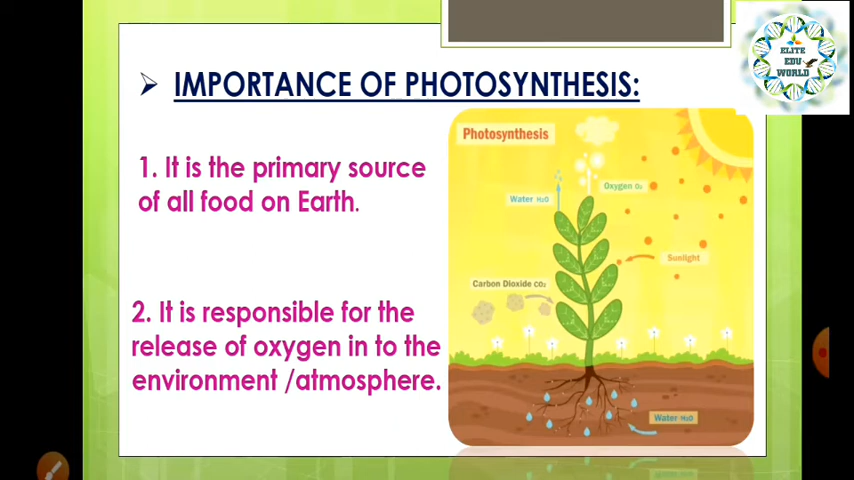 ELITE
EDU
WORLD
➢ IMPORTANCE OF PHOTOSYNTHESIS:
1. It is the primary source
of all food on Earth.
2. It is responsible for the
release of oxygen in to the
environment /atmosphere.
Photosynthesis
Oxygen O₂
Water H₂O
Sunlight
Carbon Dioxide CO₂
Water H₂O